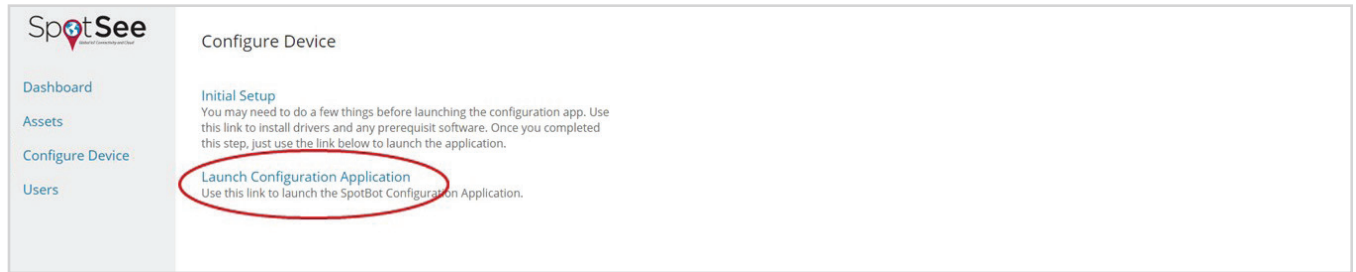 SpotSee
Configure Device
Dashboard
Assets
Configure Device
Users
Initial Setup
You may need to do a few things before launching the configuration app. Use
this link to install drivers and any prerequisit software. Once you completed
this step, just use the link below to launch the application.
Launch Configuration Application
Use this link to launch the SpotBot Configuration Application.